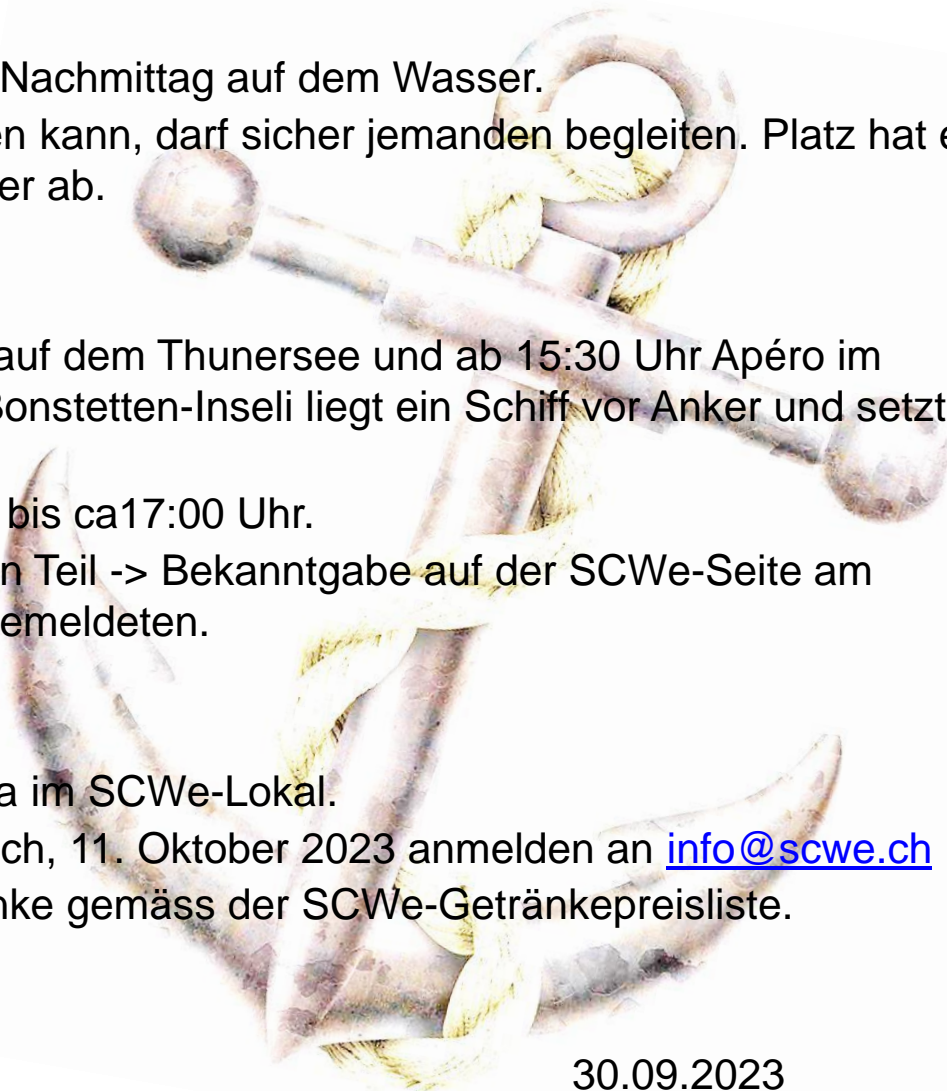 Nachmittag auf dem Wasser.
en kann, darf sicher jemanden begleiten. Platz hat e
er ab.
auf dem Thunersee und ab 15:30 Uhr Apéro im
Bonstetten-Inseli liegt ein Schiff vor Anker und setzt
bis ca17:00 Uhr.
n Teil -> Bekanntgabe auf der SCWe-Seite am
emeldeten.
a im SCWe-Lokal.
ch, 11. Oktober 2023 anmelden an info@scwe.ch
nke gemäss der SCWe-Getränkepreisliste.
30.09.2023